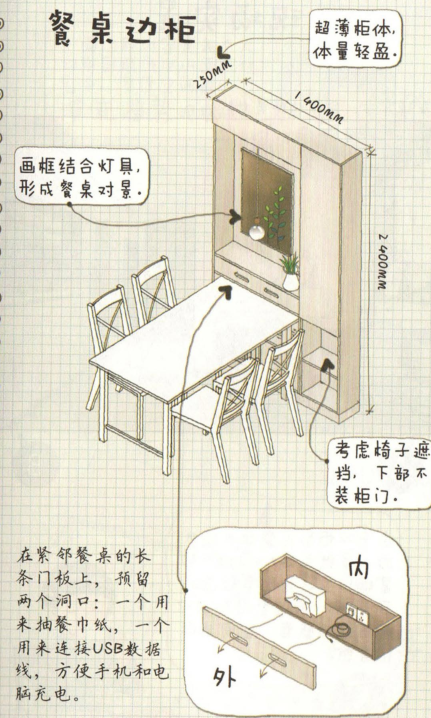 餐桌边柜
超薄柜体，
体量轻盈．
250mm
1400mm
画框结合灯具，
形成餐桌对景．
2400mm
考虑椅子遮
挡，下部不
装柜门．
在紧邻餐桌的长
条门板上，预留
两个洞口：一个用
来抽餐巾纸，一个
用来连接USB数据
线，方便手机和电
脑充电。
内
外